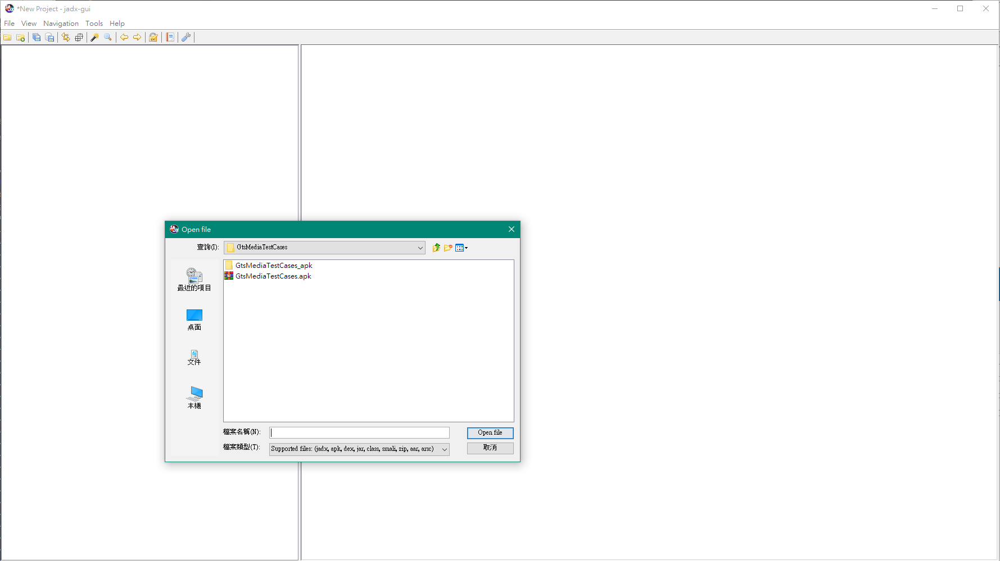 *New Project - jadx-gui
File View Navigation Tools Help
Open file
查詢(I):
GtsMediaTestCases
GtsMediaTestCases_apk
GtsMediaTestCases.apk
最近的項目
桌面
文件
本機
檔案名稱(N):
Open file
檔案類型(T):
Supported files: (jadx, apk, dex, jar, class, smali, zip, aar, arsc)
取消